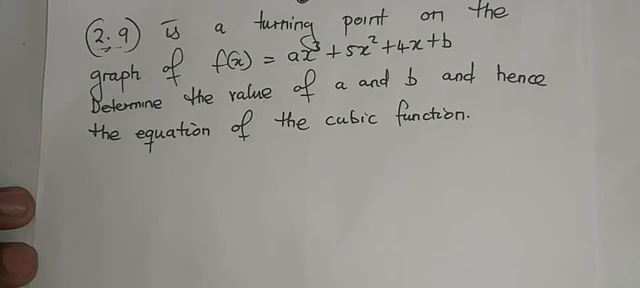 (2.9) is a turning point on the
graph of f(x) = ax³ + 5x² + 4x + b
Determine the value of a and b and hence
the equation of the cubic function.